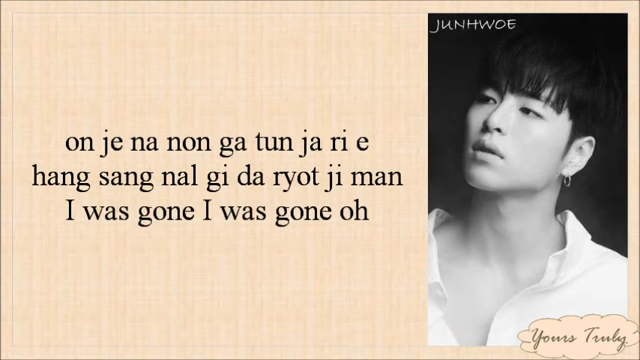 JUNHWOE
on je na non ga tun ja ri e
hang sang nal gi da ryot ji man
I was gone I was gone oh
Yours Truly